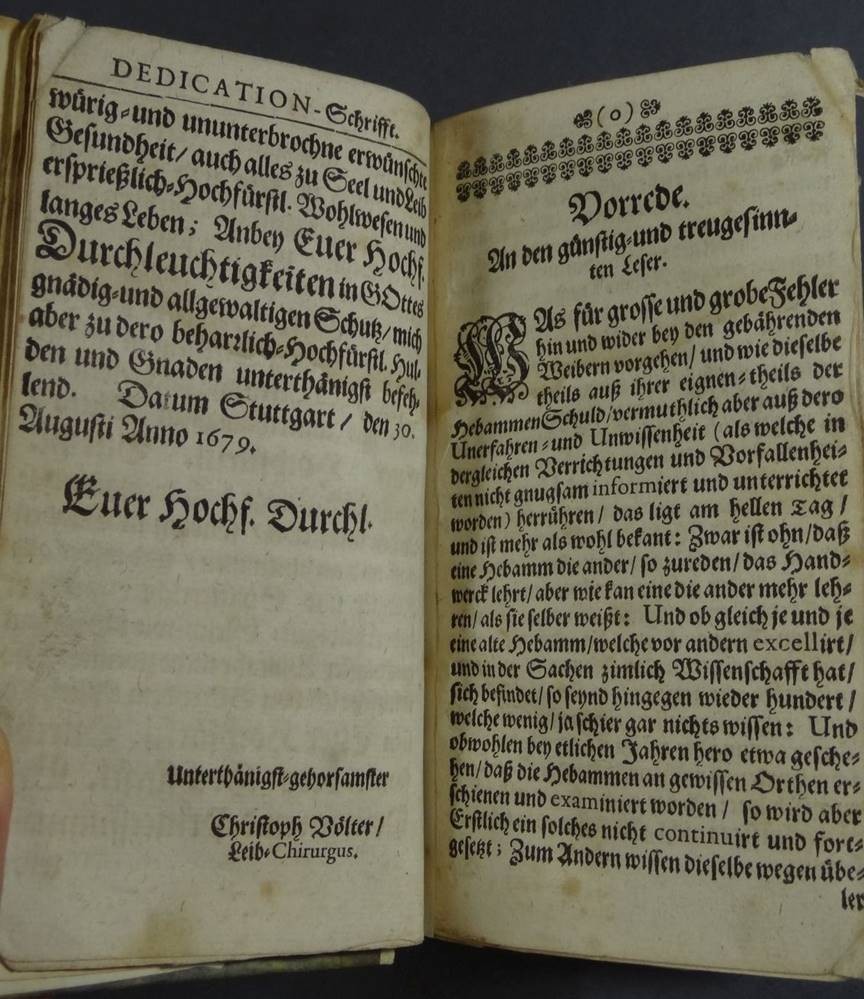 DEDICATION-Schrifft.
würig-und ununterbrochne erwünschte
Gesundheit/ auch alles zu Seel und Leib
ersprießlich-Hochfürstl. Wohlwesen und
langes Leben; Anbey Euer Hochf.
Durchleuchtigkeiten in GOttes
gnädig-und allgewaltigen Schutz/ mich
aber zu dero beharrlich-Hochfürstl. Hul-
den und Gnaden unterthänigst befeh-
lend. Datum Stuttgart/ den 30.
Augusti Anno 1679.
Euer Hochf. Durchl.
Unterthänigst-gehorsamster
Christoph Völter/
Leib-Chirurgus.
(0)
Vorrede.
An den günstig-und treugesinn-
ten Leser.
WAs für grosse und grobe Fehler
hin und wider bey den gebährenden
Weibern vorgehen/ und wie dieselbe
theils auß ihrer eignen-theils der
Hebammen Schuld/ vermuthlich aber auß dero
Unerfahren-und Unwissenheit (als welche in
dergleichen Verrichtungen und Vorfallenhei-
ten nicht gnugsam informiert und unterrichtet
worden) herrühren/ das ligt am hellen Tag/
und ist mehr als wohl bekant: Zwar ist ohn/ daß
eine Hebamm die ander/ so zureden/ das Hand-
werck lehrt/ aber wie kan eine die ander mehr leh-
ren/ als sie selber weißt: Und ob gleich je und je
eine alte Hebamm/ welche vor andern excellirt/
und in der Sachen zimlich Wissenschafft hat/
sich befindet/ so seynd hingegen wieder hundert/
welche wenig/ ja schier gar nichts wissen: Und
obwohlen bey etlichen Jahren hero etwa gesche-
hen/ daß die Hebammen an gewissen Orthen er-
schienen und examiniert worden/ so wird aber
Erstlich ein solches nicht continuirt und fort-
gesetzt; Zum Andern wissen dieselbe wegen übe-
ler